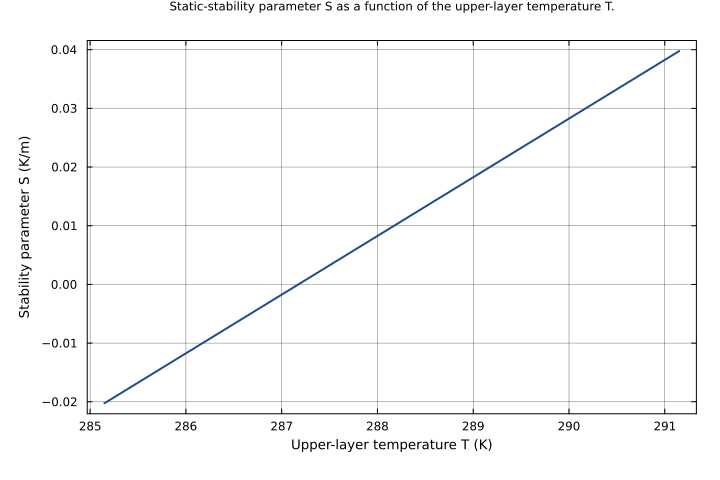 Static-stability parameter S as a function of the upper-layer temperature T.
0.04
0.03
0.02
0.01
0.00
−0.01
−0.02
Stability parameter S (K/m)
285 286 287 288 289 290 291
Upper-layer temperature T (K)